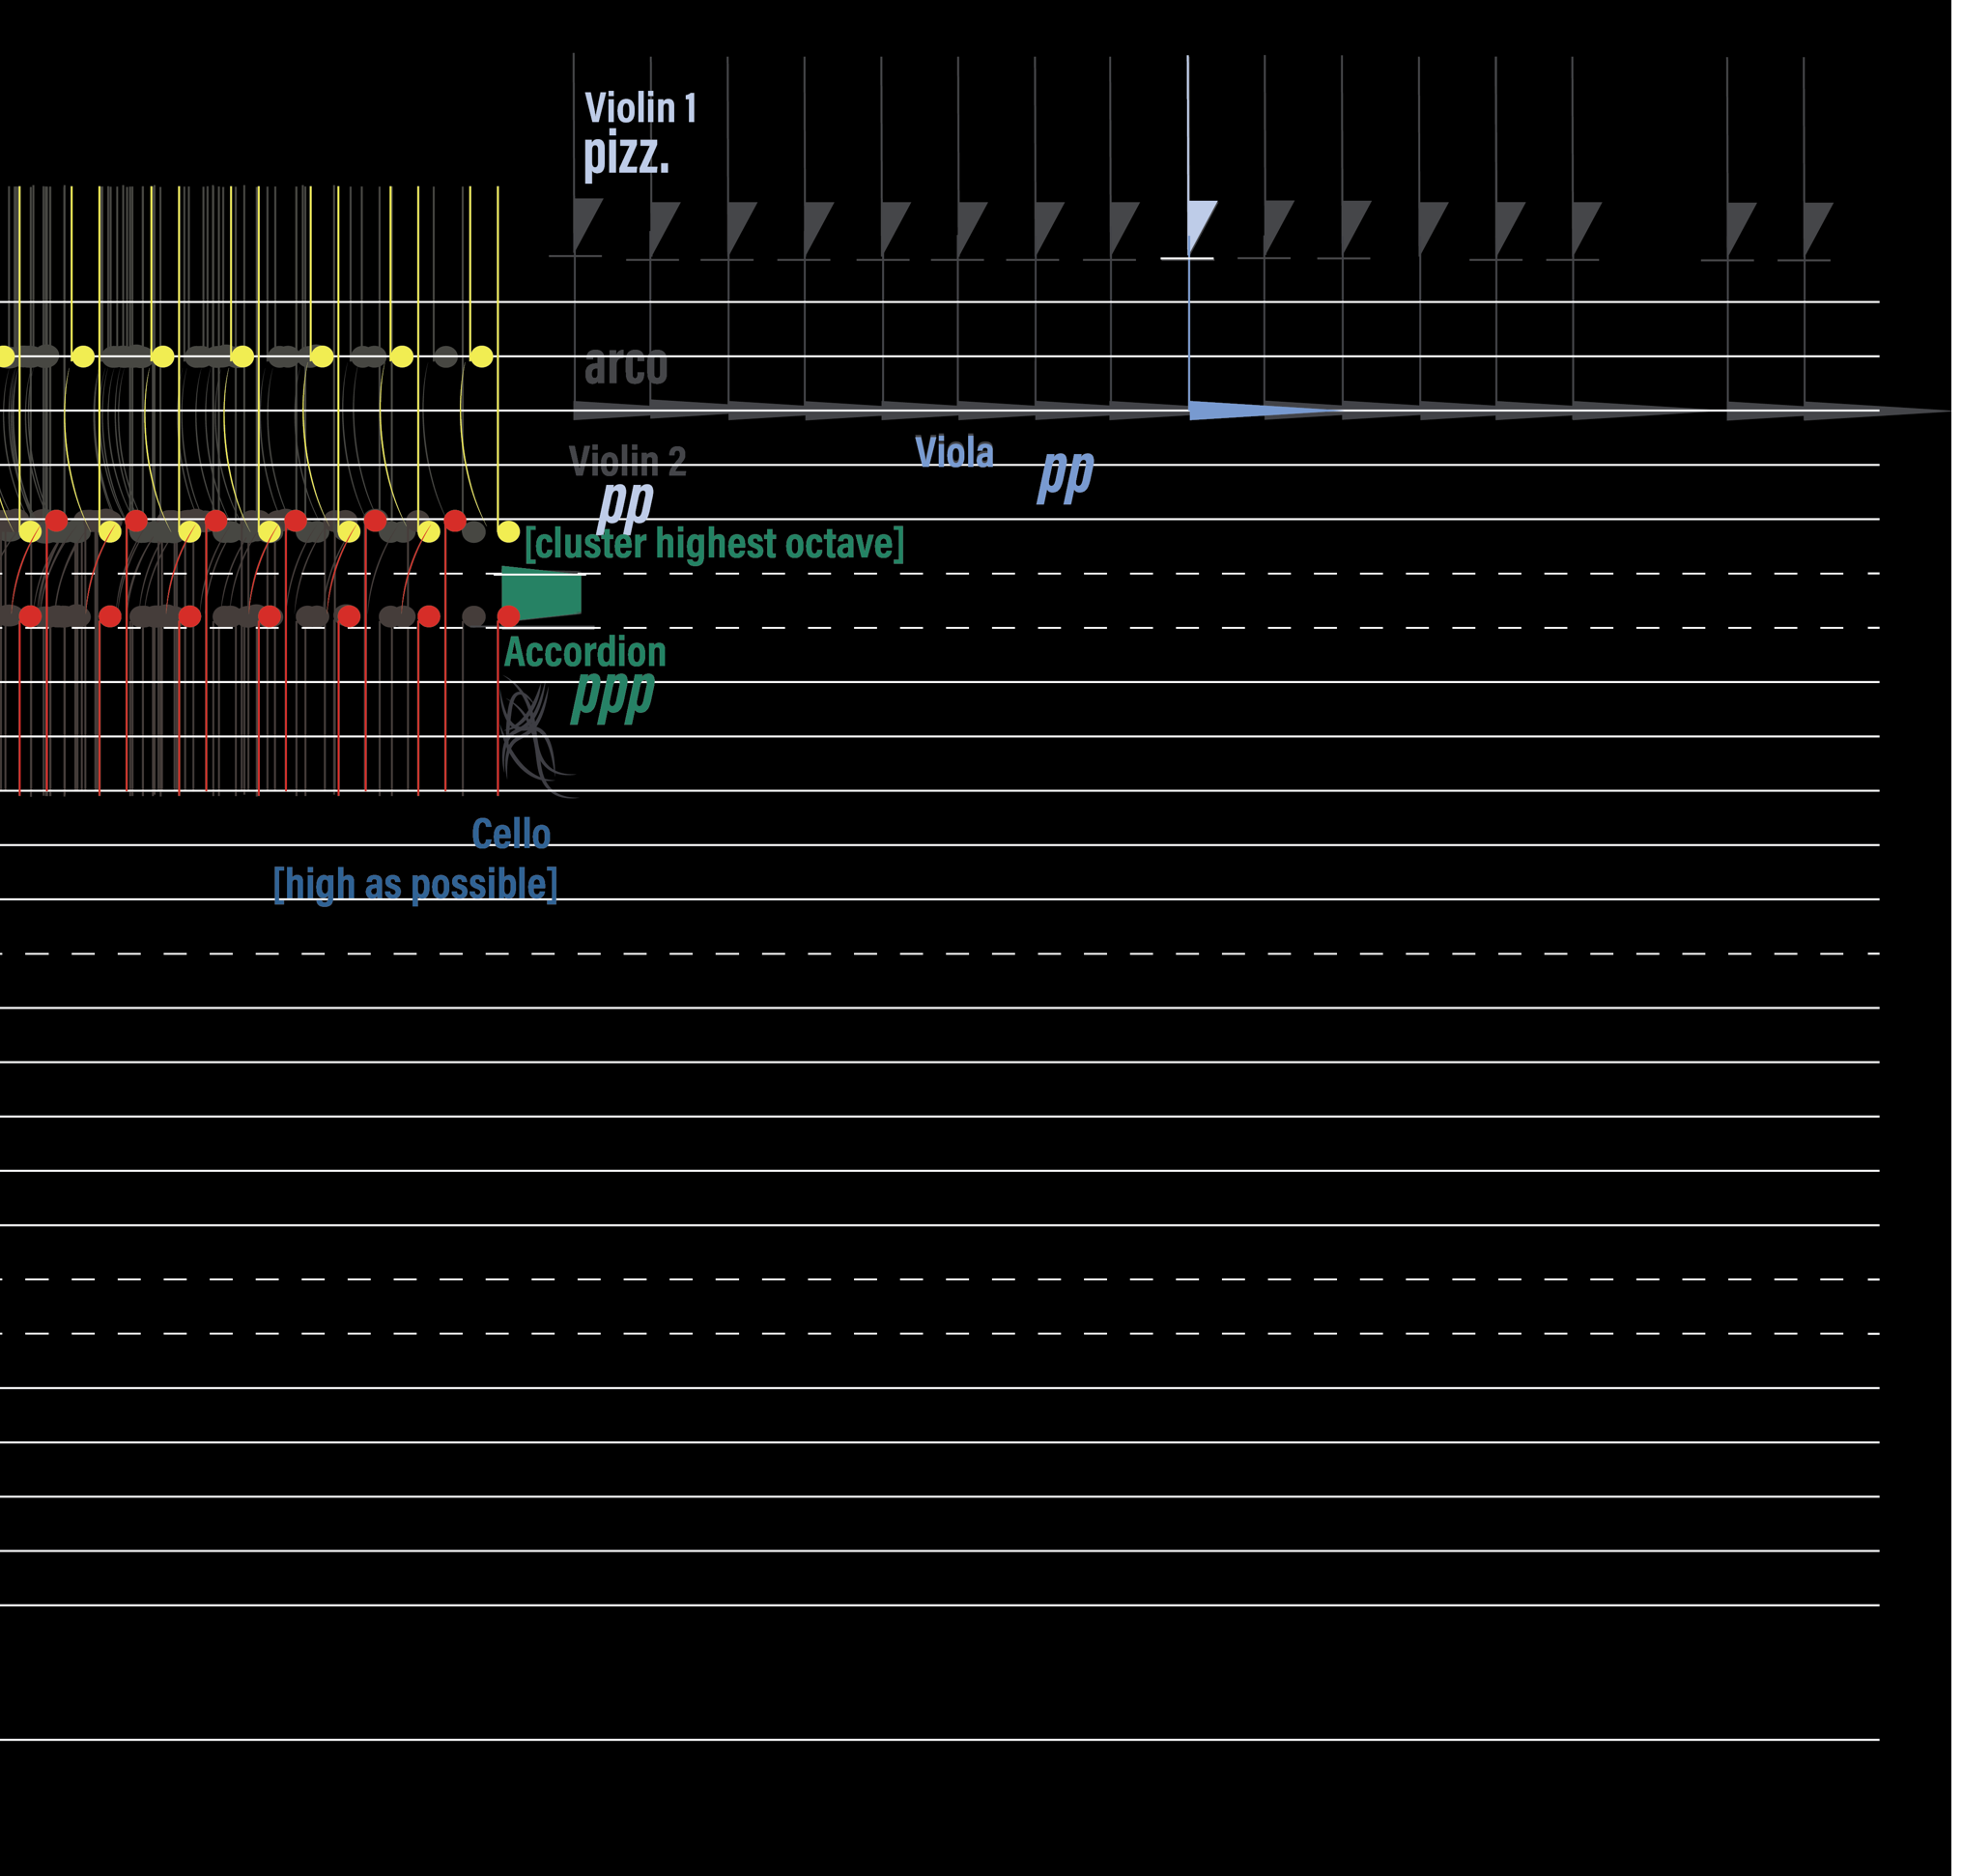 Violin 1
pizz.
arco
Violin 2
pp
Viola
pp
[cluster highest octave]
Accordion
ppp
Cello
[high as possible]